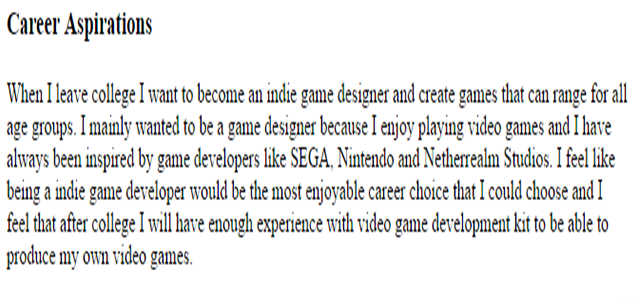 Career Aspirations
When I leave college I want to become an indie game designer and create games that can range for all
age groups. I mainly wanted to be a game designer because I enjoy playing video games and I have
always been inspired by game developers like SEGA, Nintendo and Netherrealm Studios. I feel like
being a indie game developer would be the most enjoyable career choice that I could choose and I
feel that after college I will have enough experience with video game development kit to be able to
produce my own video games.